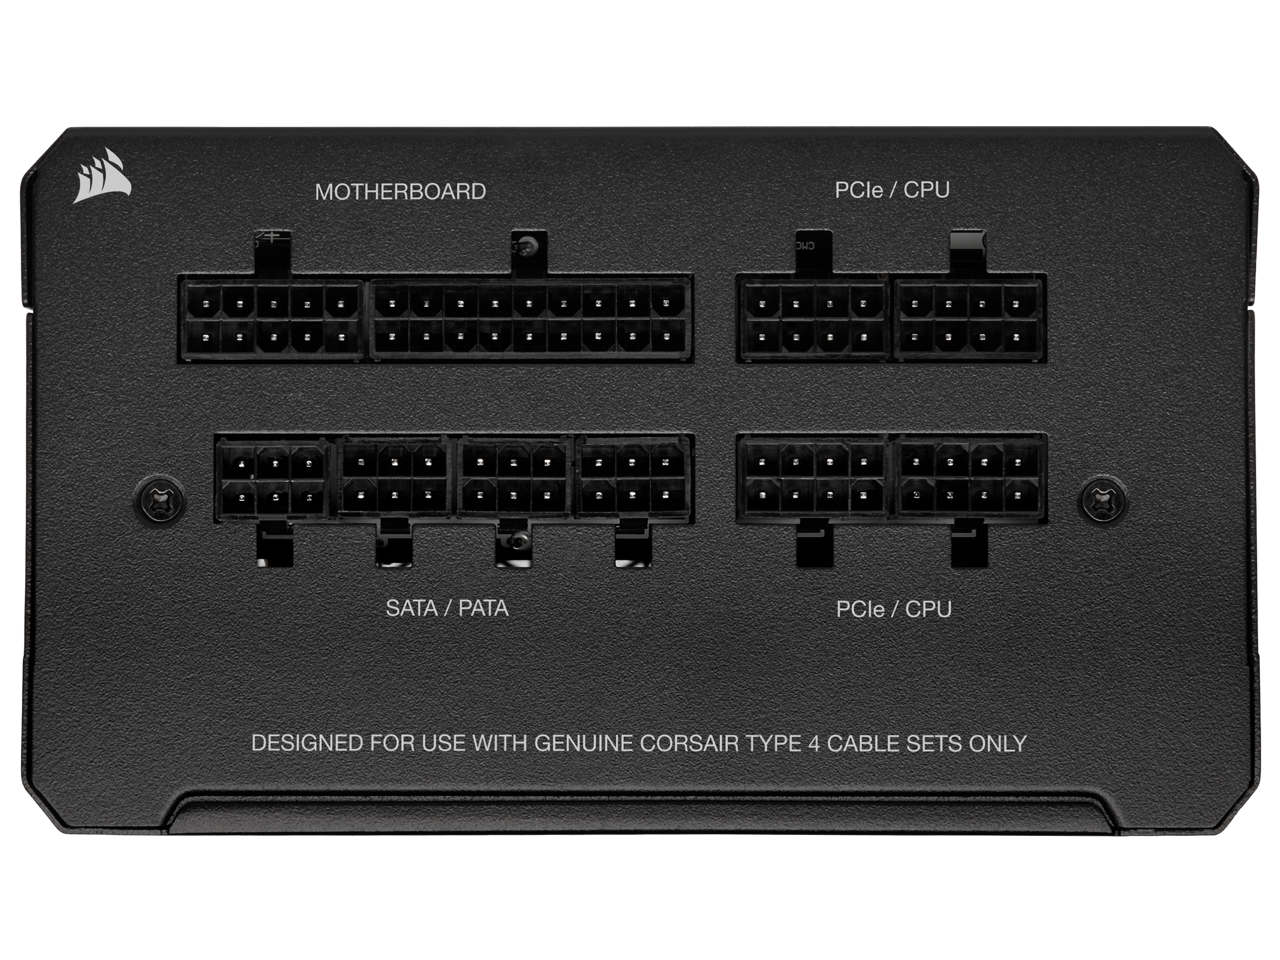 MOTHERBOARD
PCIe / CPU
SATA / PATA
PCIe / CPU
DESIGNED FOR USE WITH GENUINE CORSAIR TYPE 4 CABLE SETS ONLY